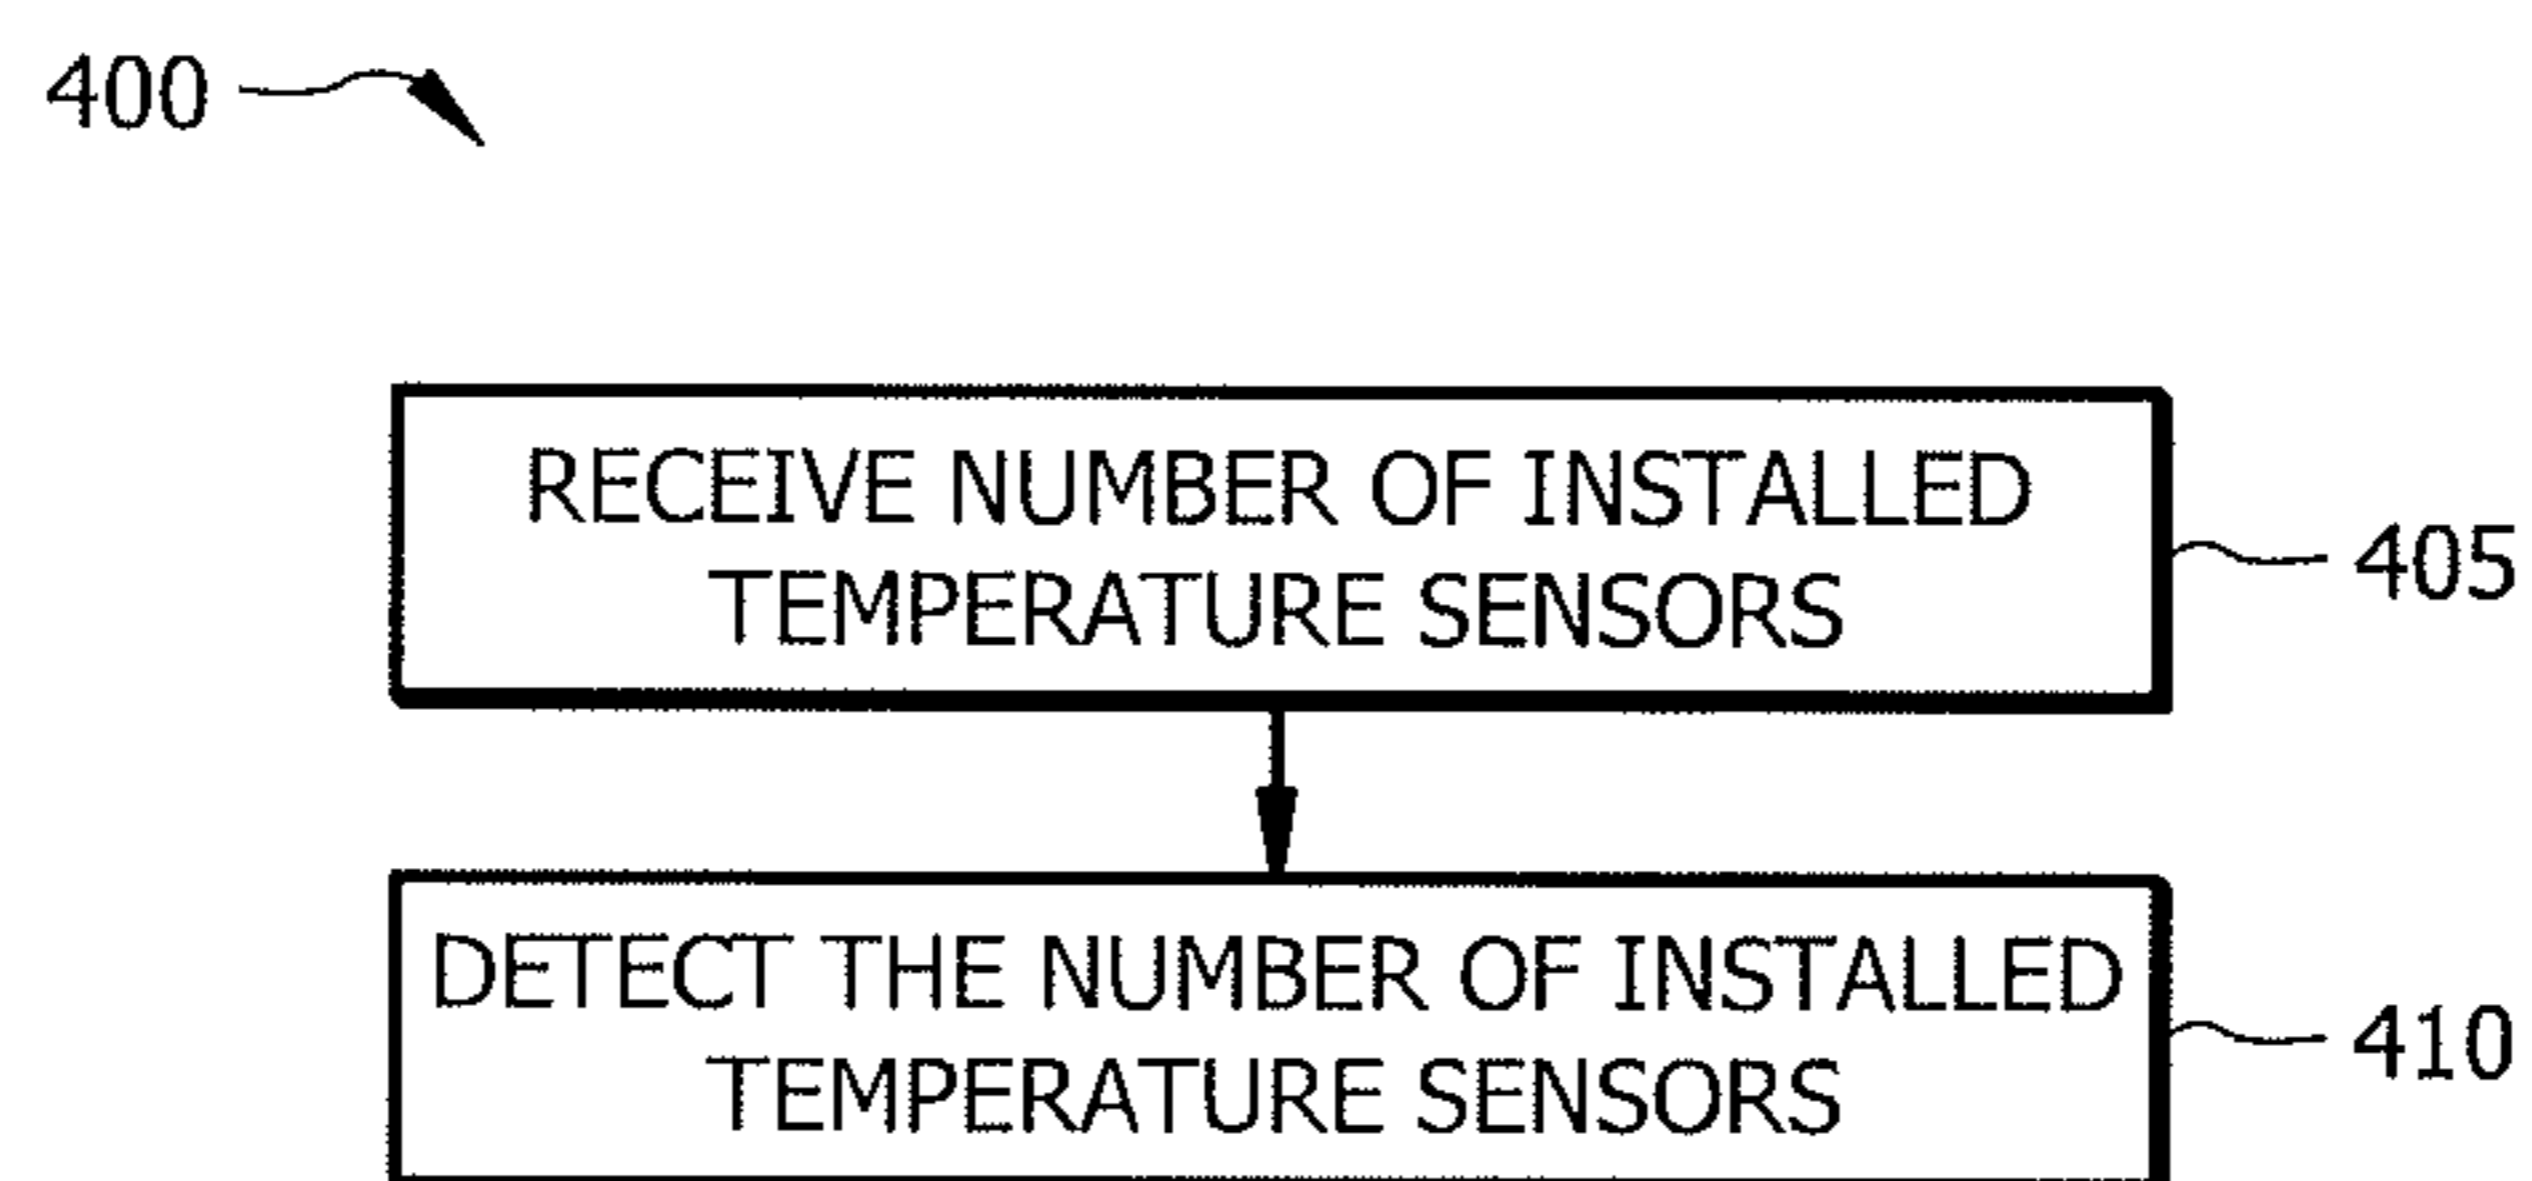 400
RECEIVE NUMBER OF INSTALLED
TEMPERATURE SENSORS
405
DETECT THE NUMBER OF INSTALLED
TEMPERATURE SENSORS
410